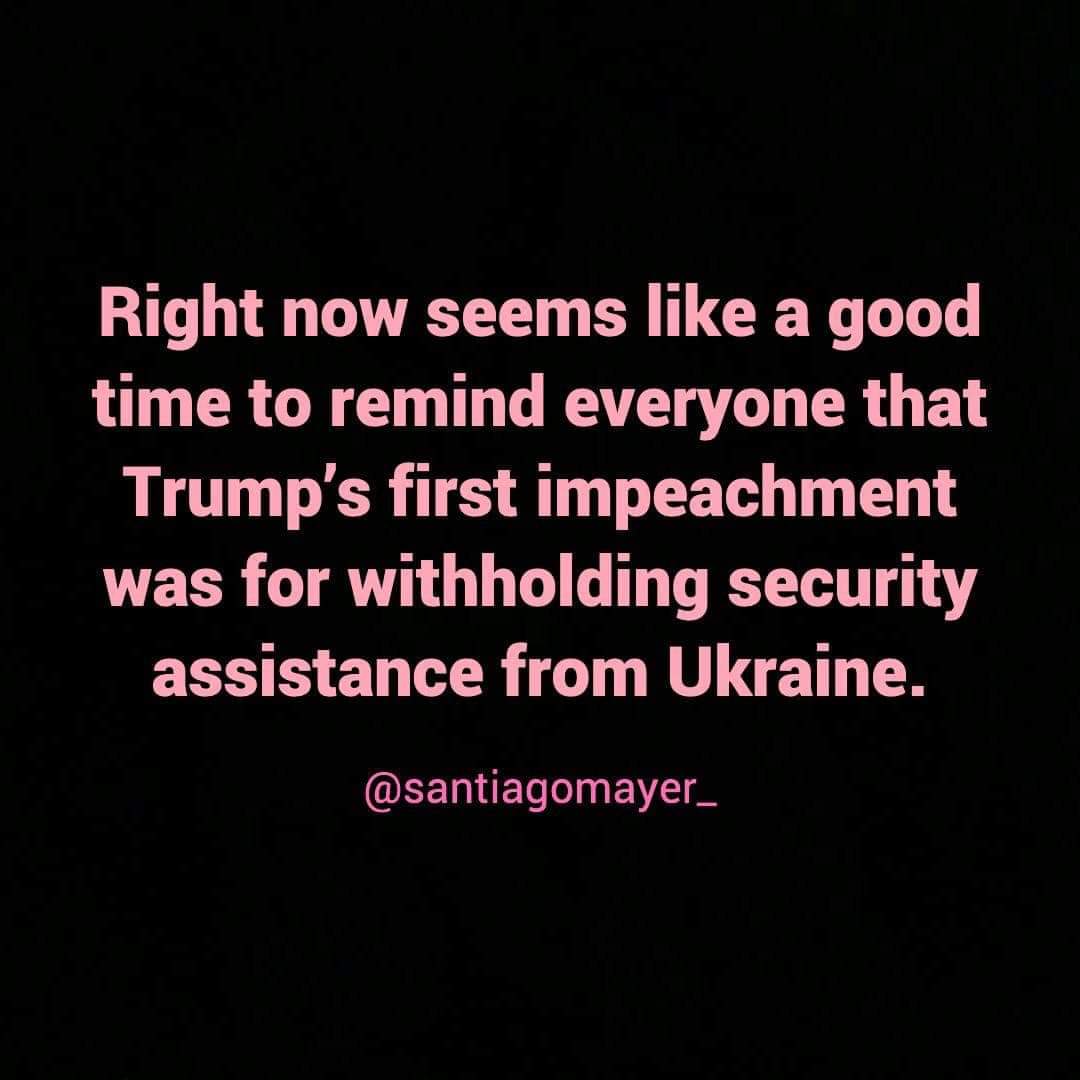 Right now seems like a good
time to remind everyone that
Trump’s first impeachment
was for withholding security
assistance from Ukraine.
@santiagomayer_